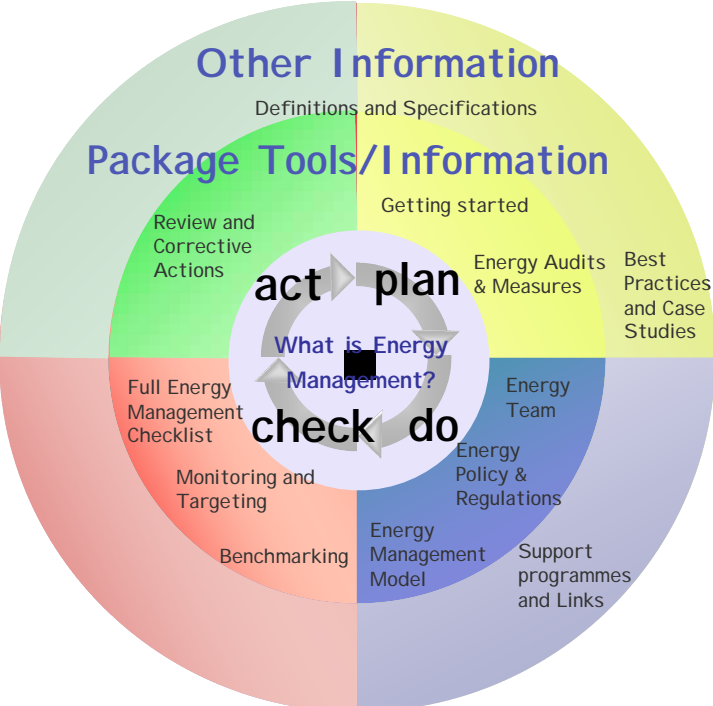 Other Information
Definitions and Specifications
Package Tools/Information
Getting started
Review and
Corrective
Actions
Energy Audits
& Measures
Best
Practices
and Case
Studies
act
plan
What is Energy
Management?
check
do
Full Energy
Management
Checklist
Monitoring and
Targeting
Benchmarking
Energy
Team
Energy
Policy &
Regulations
Energy
Management
Model
Support
programmes
and Links